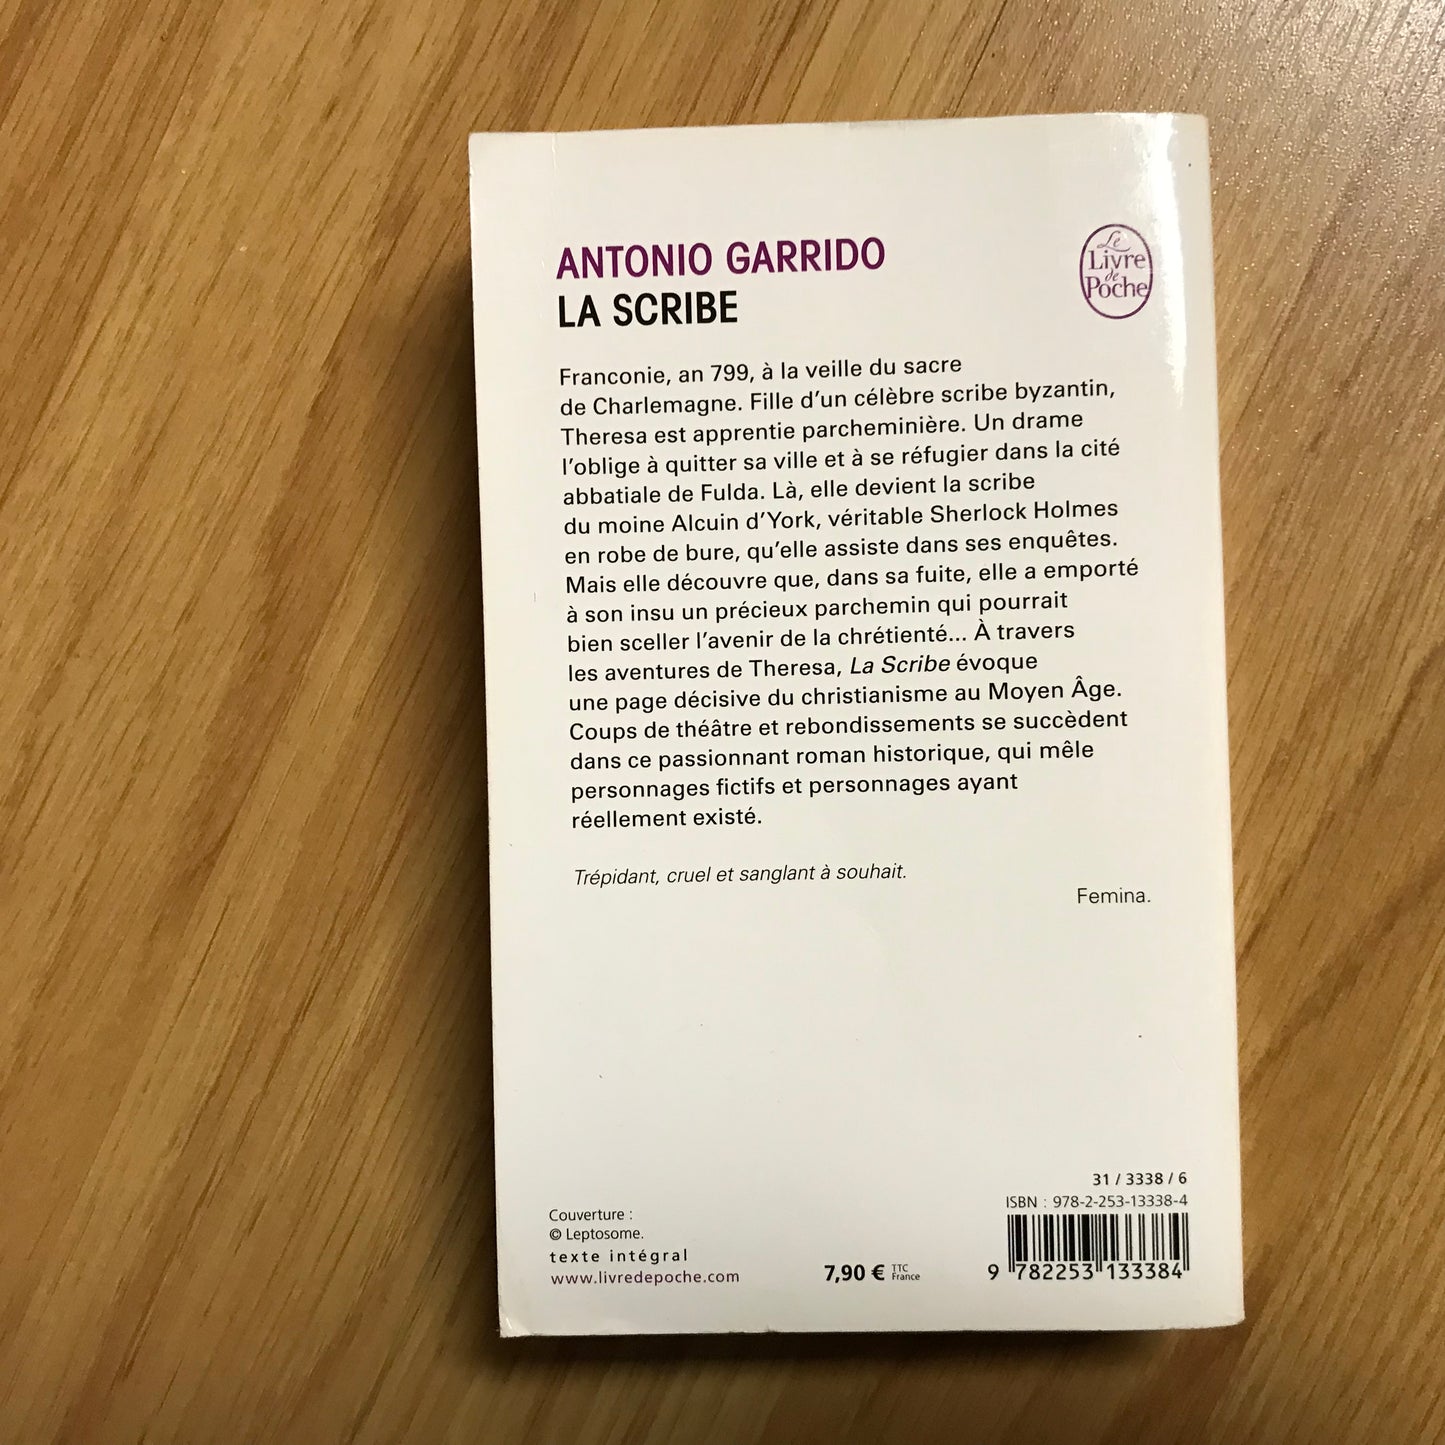 ANTONIO GARRIDO
LA SCRIBE
Le
Livre
de
Poche
Franconie, an 799, à la veille du sacre
de Charlemagne. Fille d'un célèbre scribe byzantin,
Theresa est apprentie parcheminière. Un drame
l'oblige à quitter sa ville et à se réfugier dans la cité
abbatiale de Fulda. Là, elle devient la scribe
du moine Alcuin d'York, véritable Sherlock Holmes
en robe de bure, qu'elle assiste dans ses enquêtes.
Mais elle découvre que, dans sa fuite, elle a emporté
à son insu un précieux parchemin qui pourrait
bien sceller l'avenir de la chrétienté... À travers
les aventures de Theresa, La Scribe évoque
une page décisive du christianisme au Moyen Âge.
Coups de théâtre et rebondissements se succèdent
dans ce passionnant roman historique, qui mêle
personnages fictifs et personnages ayant
réellement existé.
Trépidant, cruel et sanglant à souhait.
Femina.
Couverture :
© Leptosome.
texte intégral
www.livredepoche.com
7,90 € TTC
France
31 / 3338 / 6
ISBN : 978-2-253-13338-4
9 782253 133384